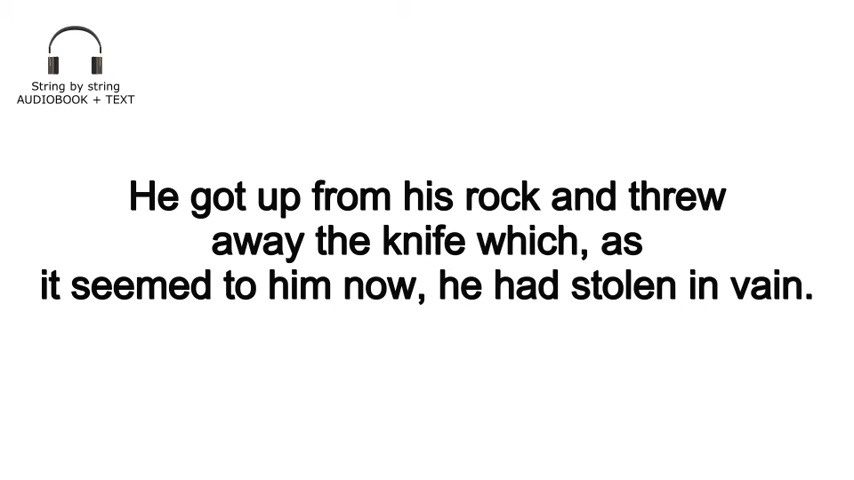 String by string
AUDIOBOOK + TEXT
He got up from his rock and threw
away the knife which, as
it seemed to him now, he had stolen in vain.